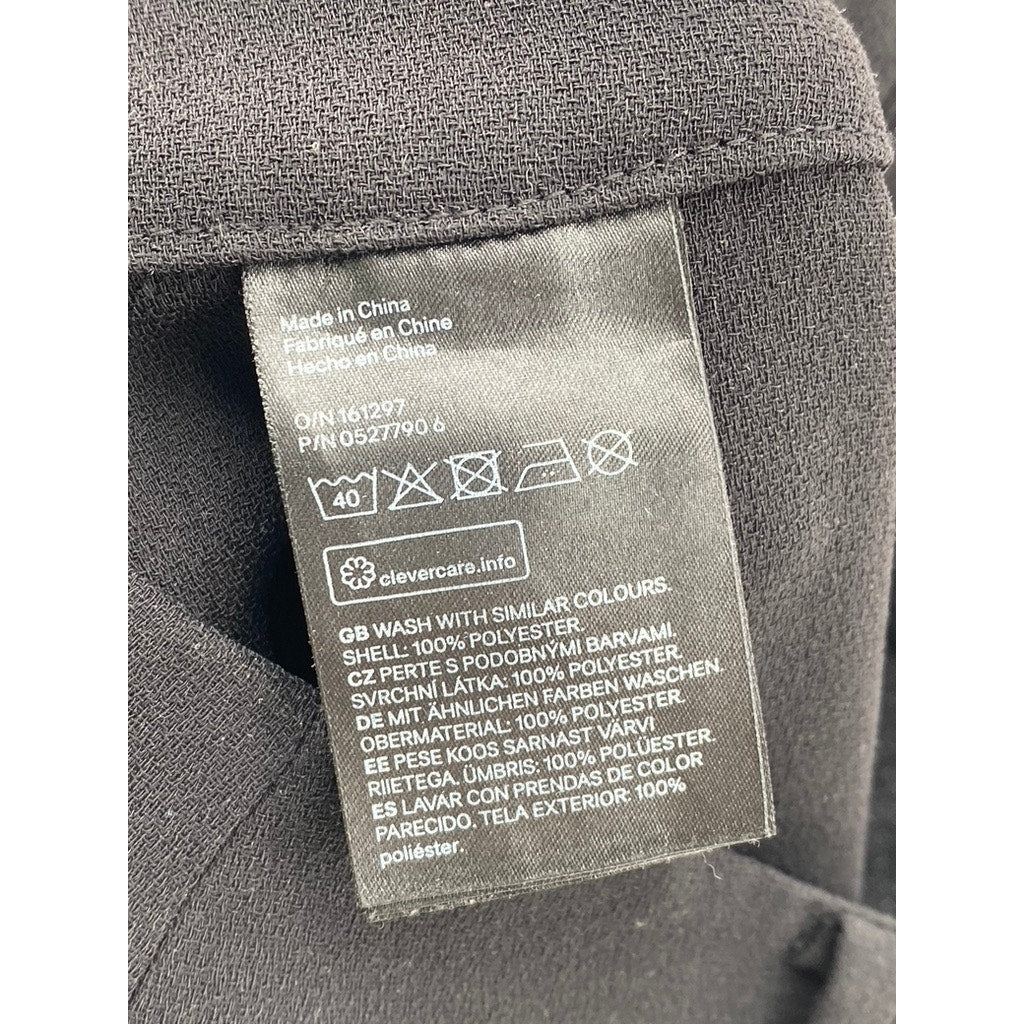 Made in China
Fabriqué en Chine
Hecho en China
O/N 161297
P/N 0527790 6
40
clevercare.info
GB WASH WITH SIMILAR COLOURS.
SHELL: 100% POLYESTER.
CZ PERTE S PODOBNÝMI BARVAMI.
SVRCHNÍ LÁTKA: 100% POLYESTER.
DE MIT ÄHNLICHEN FARBEN WASCHEN.
OBERMATERIAL: 100% POLYESTER.
EE PESE KOOS SARNAST VÄRVI
RIIETEGA. ÜMBRIS: 100% POLÜESTER.
ES LAVAR CON PRENDAS DE COLOR
PARECIDO. TELA EXTERIOR: 100%
poliéster.